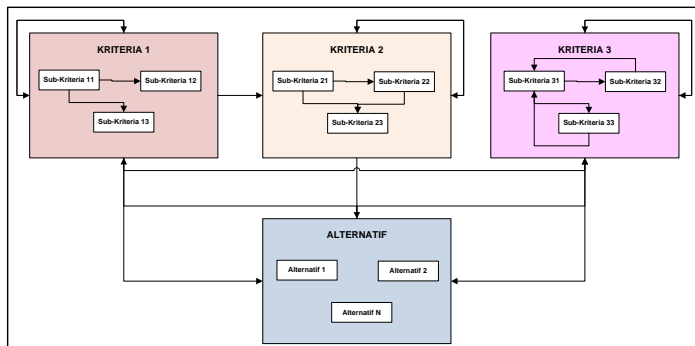 KRITERIA 1
Sub-Kriteria 11
Sub-Kriteria 12
Sub-Kriteria 13
KRITERIA 2
Sub-Kriteria 21
Sub-Kriteria 22
Sub-Kriteria 23
KRITERIA 3
Sub-Kriteria 31
Sub-Kriteria 32
Sub-Kriteria 33
ALTERNATIF
Alternatif 1
Alternatif 2
Alternatif N